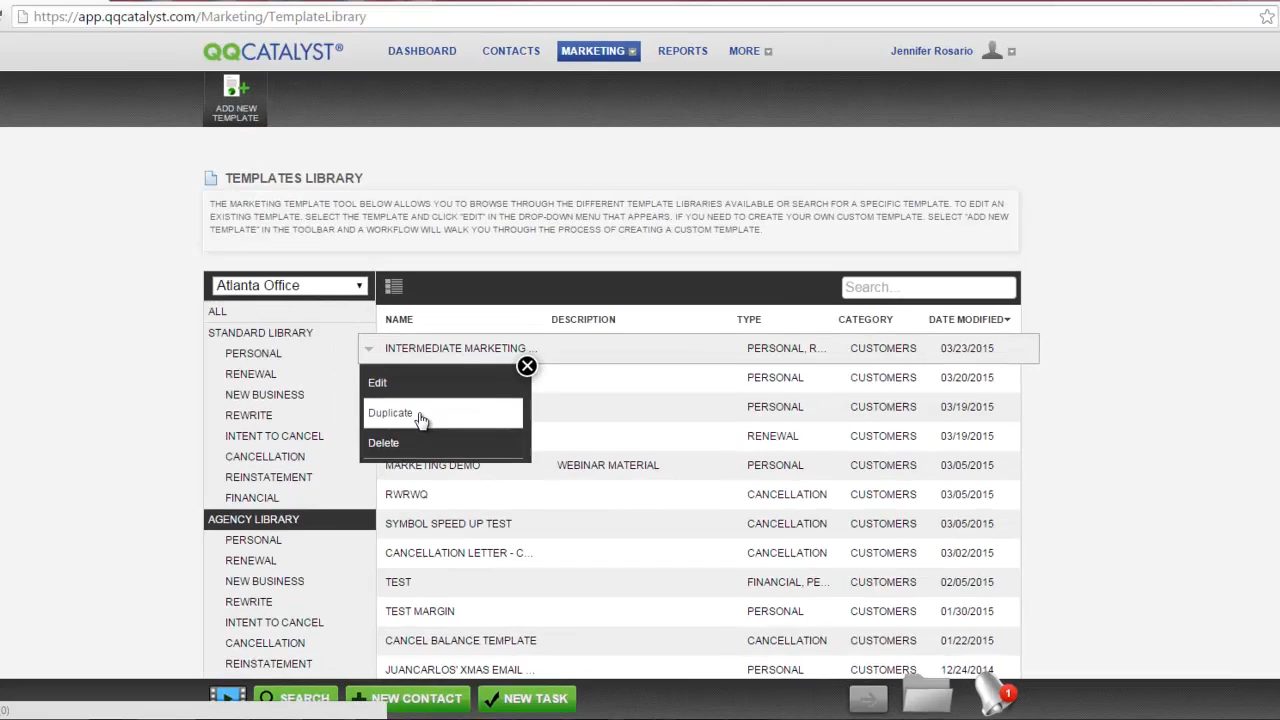 https://app.qqcatalyst.com/Marketing/TemplateLibrary
QQCATALYST®
DASHBOARD
CONTACTS
MARKETING
REPORTS
MORE
Jennifer Rosario
ADD NEW
TEMPLATE
TEMPLATES LIBRARY
THE MARKETING TEMPLATE TOOL BELOW ALLOWS YOU TO BROWSE THROUGH THE DIFFERENT TEMPLATE LIBRARIES AVAILABLE OR SEARCH FOR A SPECIFIC TEMPLATE. TO EDIT AN
EXISTING TEMPLATE. SELECT THE TEMPLATE AND CLICK "EDIT" IN THE DROP-DOWN MENU THAT APPEARS. IF YOU NEED TO CREATE YOUR OWN CUSTOM TEMPLATE. SELECT "ADD NEW
TEMPLATE" IN THE TOOLBAR AND A WORKFLOW WILL WALK YOU THROUGH THE PROCESS OF CREATING A CUSTOM TEMPLATE.
Atlanta Office
Search...
ALL
STANDARD LIBRARY
PERSONAL
RENEWAL
NEW BUSINESS
REWRITE
INTENT TO CANCEL
CANCELLATION
REINSTATEMENT
FINANCIAL
AGENCY LIBRARY
PERSONAL
RENEWAL
NEW BUSINESS
REWRITE
INTENT TO CANCEL
CANCELLATION
REINSTATEMENT
NAME DESCRIPTION TYPE CATEGORY DATE MODIFIED
INTERMEDIATE MARKETING ... PERSONAL, R... CUSTOMERS 03/23/2015
Edit
Duplicate
Delete
PERSONAL CUSTOMERS 03/20/2015
PERSONAL CUSTOMERS 03/19/2015
RENEWAL CUSTOMERS 03/19/2015
MARKETING DEMO WEBINAR MATERIAL PERSONAL CUSTOMERS 03/05/2015
RWRWQ CANCELLATION CUSTOMERS 03/05/2015
SYMBOL SPEED UP TEST CANCELLATION CUSTOMERS 03/05/2015
CANCELLATION LETTER - C... CANCELLATION CUSTOMERS 03/02/2015
TEST FINANCIAL, PE... CUSTOMERS 02/05/2015
TEST MARGIN PERSONAL CUSTOMERS 01/30/2015
CANCEL BALANCE TEMPLATE CANCELLATION CUSTOMERS 01/22/2015
JUANCARLOS' XMAS EMAIL ... PERSONAL CUSTOMERS 12/24/2014
SEARCH
NEW CONTACT
NEW TASK
1
(0)